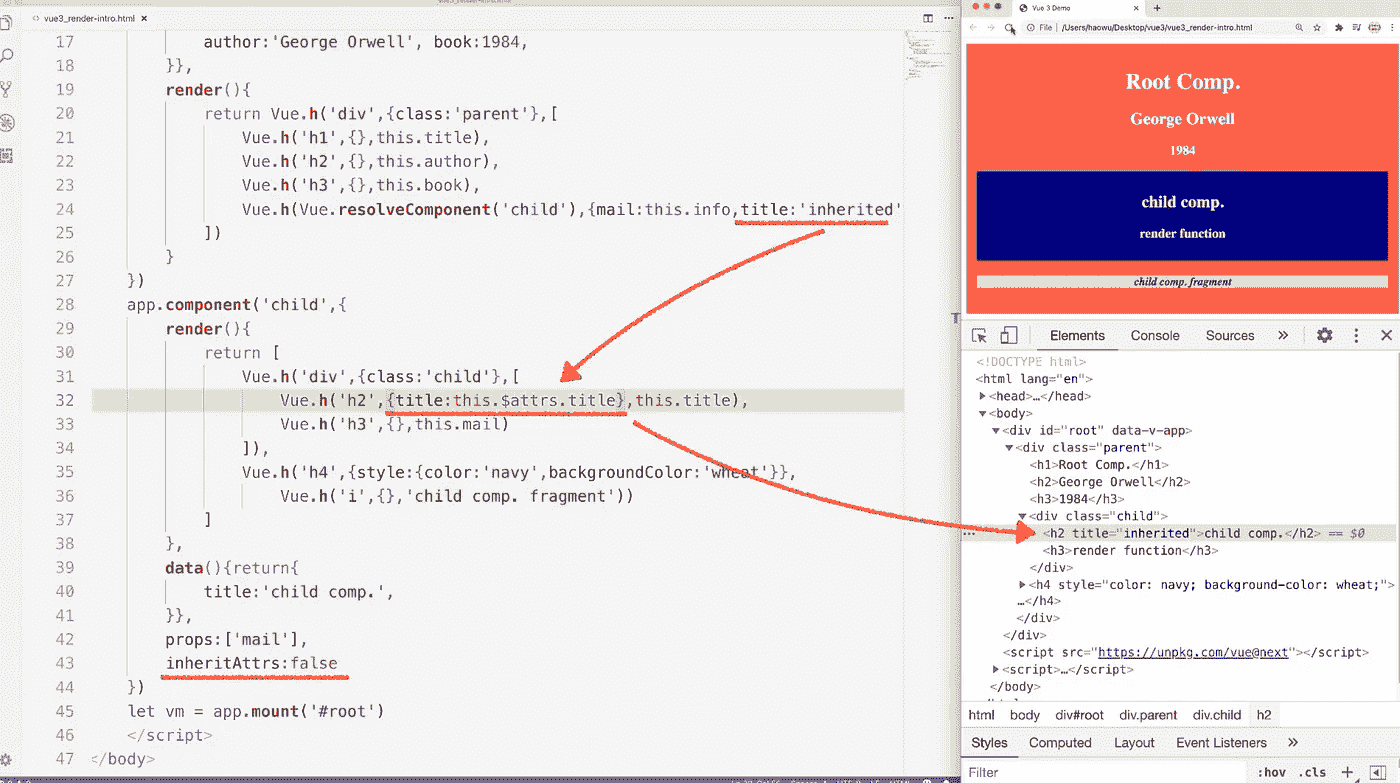 vue3_render-intro.html
17 author:'George Orwell', book:1984,
18 }},
19 render(){
20 return Vue.h('div',{class:'parent'},[
21 Vue.h('h1',{},this.title),
22 Vue.h('h2',{},this.author),
23 Vue.h('h3',{},this.book),
24 Vue.h(Vue.resolveComponent('child'),{mail:this.info,title:'inherited'
25 ])
26 }
27 })
28 app.component('child',{
29 render(){
30 return [
31 Vue.h('div',{class:'child'},[
32 Vue.h('h2',{title:this.$attrs.title},this.title),
33 Vue.h('h3',{},this.mail)
34 ]),
35 Vue.h('h4',{style:{color:'navy',backgroundColor:'wheat'}},
36 Vue.h('i',{},'child comp. fragment'))
37 ]
38 },
39 data(){return{
40 title:'child comp.',
41 }},
42 props:['mail'],
43 inheritAttrs:false
44 })
45 let vm = app.mount('#root')
46 </script>
47 </body>
Vue 3 Demo
File /Users/haowu/Desktop/vue3/vue3_render-intro.html
Root Comp.
George Orwell
1984
child comp.
render function
child comp. fragment
Elements Console Sources »
<!DOCTYPE html>
<html lang="en">
<head>…</head>
<body>
<div id="root" data-v-app>
<div class="parent">
<h1>Root Comp.</h1>
<h2>George Orwell</h2>
<h3>1984</h3>
<div class="child">
<h2 title="inherited">child comp.</h2> == $0
<h3>render function</h3>
</div>
<h4 style="color: navy; background-color: wheat;">
…</h4>
</div>
</div>
<script src="https://unpkg.com/vue@next"></script>
<script>…</script>
</body>
html body div#root div.parent div.child h2
Styles Computed Layout Event Listeners »
Filter :hov .cls +